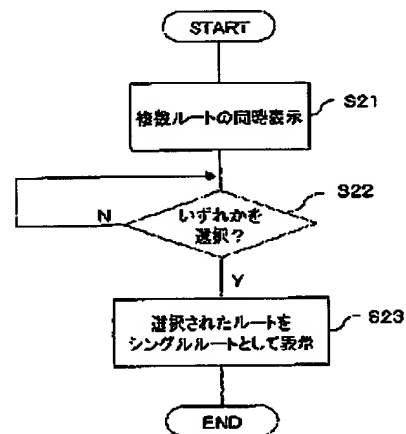 START
複数ルートの同時表示
S21
S22
N
いずれかを
選択？
Y
選択されたルートを
シングルルートとして表示
S23
END